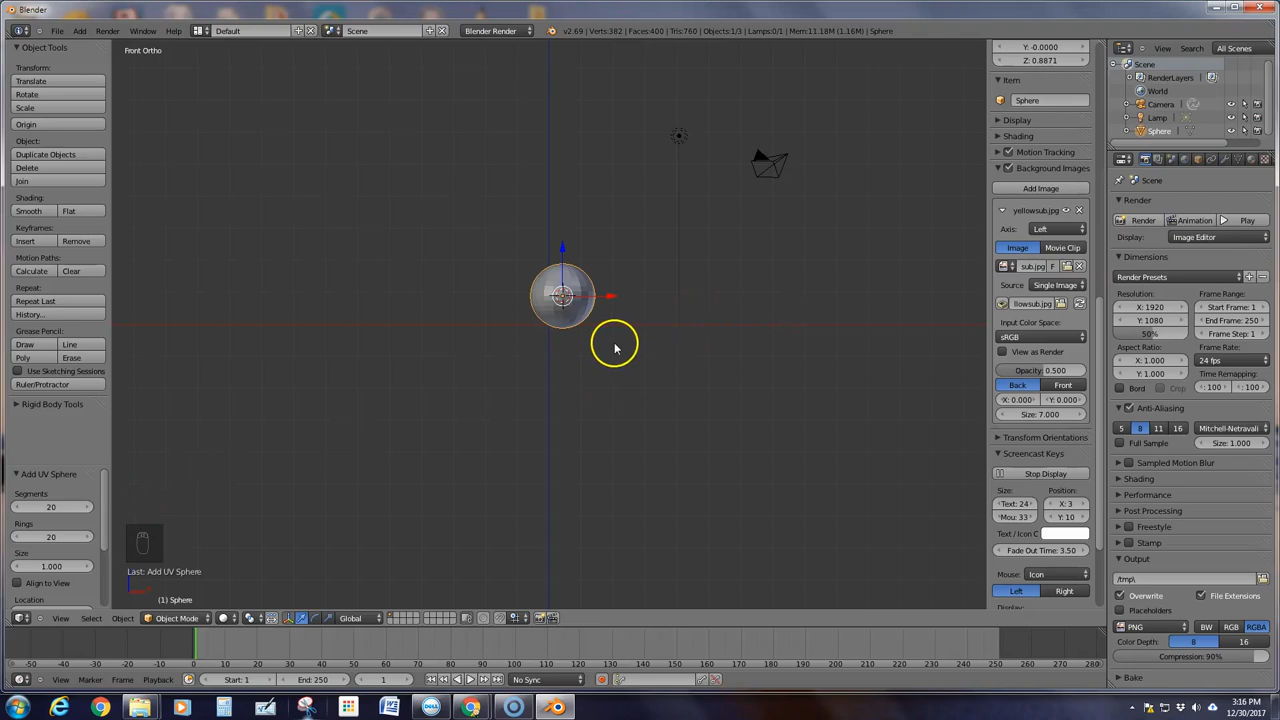 Blender
File Add Render Window Help Default Scene Blender Render v2.69 | Verts:382 | Faces:400 | Tris:760 | Objects:1/3 | Lamps:0/1 | Mem:11.18M (1.16M) | Sphere
Object Tools
Transform:
Translate
Rotate
Scale
Origin
Object:
Duplicate Objects
Delete
Join
Shading:
Smooth Flat
Keyframes:
Insert Remove
Motion Paths:
Calculate Clear
Repeat:
Repeat Last
History...
Grease Pencil:
Draw Line
Poly Erase
Use Sketching Sessions
Ruler/Protractor
Rigid Body Tools
Add UV Sphere
Segments
20
Rings
20
Size
1.000
Align to View
Location
Front Ortho
Last: Add UV Sphere
(1) Sphere
Y: -0.0000
Z: 0.8871
Item
Sphere
Display
Shading
Motion Tracking
Background Images
Add Image
yellowsub.jpg
Axis: Left
Image Movie Clip
sub.jpg F
Source Single Image
llowsub.jpg
Input Color Space:
sRGB
View as Render
Opacity: 0.500
Back Front
X: 0.000 Y: 0.000
Size: 7.000
Transform Orientations
Screencast Keys
Stop Display
Size: Position:
Text: 24 X: 3
Mou: 33 Y: 10
Text / Icon C
Fade Out Time: 3.50
Mouse: Icon
Left Right
Display:
View Search All Scenes
Scene
RenderLayers
World
Camera
Lamp
Sphere
Scene
Render
Render Animation Play
Display: Image Editor
Dimensions
Render Presets
Resolution: Frame Range:
X: 1920 Start Frame: 1
Y: 1080 End Frame: 250
50% Frame Step: 1
Aspect Ratio: Frame Rate:
X: 1.000 24 fps
Y: 1.000 Time Remapping:
Bord Crop : 100 : 100
Anti-Aliasing
5 8 11 16 Mitchell-Netravali
Full Sample Size: 1.000
Sampled Motion Blur
Shading
Performance
Post Processing
Freestyle
Stamp
Output
/tmp\
Overwrite File Extensions
Placeholders
PNG BW RGB RGBA
Color Depth: 8 16
Compression: 90%
Bake
View Select Object Object Mode Global
-50 -40 -30 -20 -10 0 10 20 30 40 50 60 70 80 90 100 110 120 130 140 150 160 170 180 190 200 210 220 230 240 250 260 270 280
View Marker Frame Playback Start: 1 End: 250 1 No Sync
3:16 PM
12/30/2017